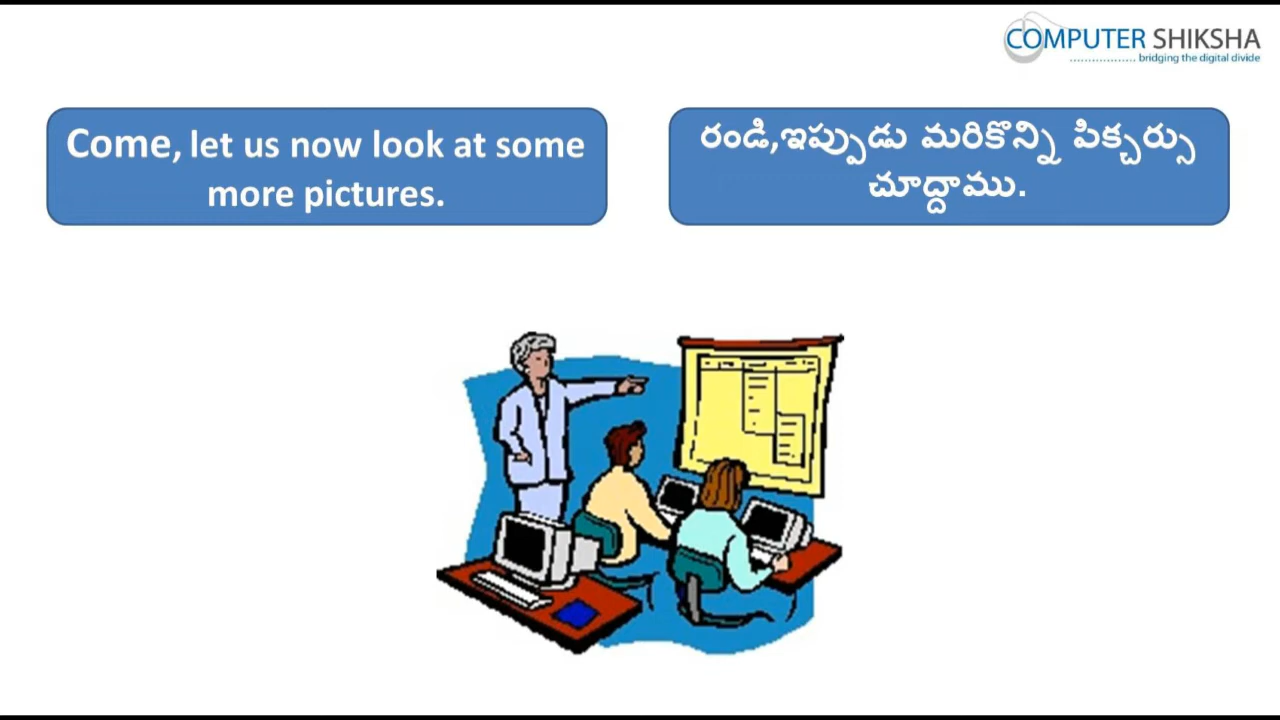 COMPUTER SHIKSHA
bridging the digital divide
Come, let us now look at some
more pictures.
రండి,ఇప్పుడు మరికొన్ని పిక్చర్సు
చూద్దాము.